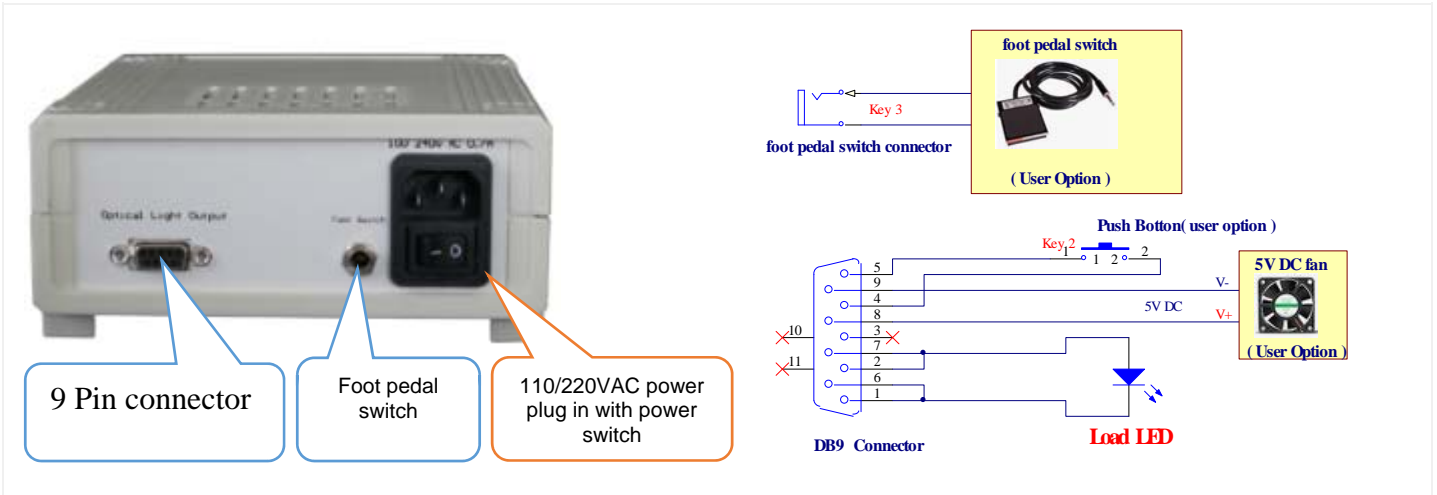 100 240V AC 0.7A
Optical Light Output
Foot Switch
9 Pin connector
Foot pedal
switch
110/220VAC power
plug in with power
switch
foot pedal switch
Key 3
foot pedal switch connector
( User Option )
Push Botton( user option )
Key 2
1 1 2 2
5
9
4
8
3
7
2
6
1
10
11
V-
5V DC
V+
5V DC fan
( User Option )
Load LED
DB9 Connector